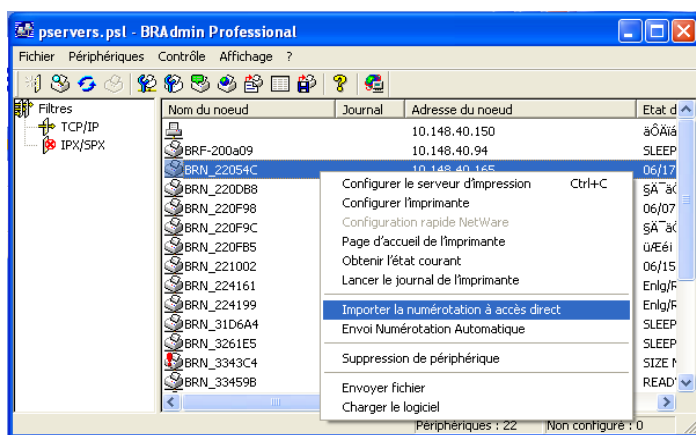 pservers.psl - BRAdmin Professional
Fichier Périphériques Contrôle Affichage ?
Filtres
TCP/IP
IPX/SPX
Nom du noeud Journal Adresse du noeud Etat d
10.148.40.150
BRF-200a09 10.148.40.94 SLEEP
BRN_22054C 10.148.40.165 06/17
BRN_220DB8
BRN_220F98 06/07
BRN_220F9C
BRN_220FB5
BRN_221002 06/15
BRN_224161 Enlg/R
BRN_224199 Enlg/R
BRN_31D6A4 SLEEP
BRN_3261E5 SLEEP
BRN_3343C4 SIZE
BRN_33459B READY
Configurer le serveur d'impression Ctrl+C
Configurer l'imprimante
Configuration rapide NetWare
Page d'accueil de l'imprimante
Obtenir l'état courant
Lancer le journal de l'imprimante
Importer la numérotation à accès direct
Envoi Numérotation Automatique
Suppression de périphérique
Envoyer fichier
Charger le logiciel
Périphériques : 22 Non configuré : 0